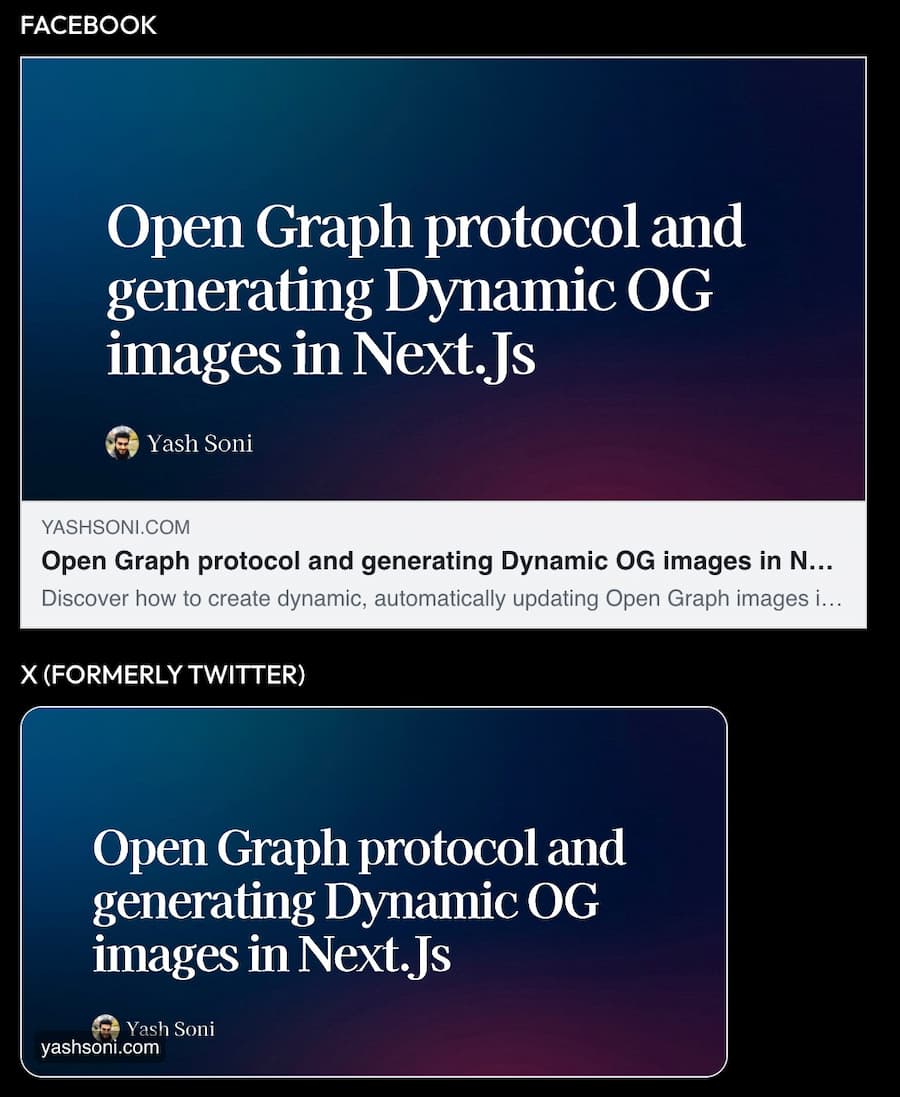 FACEBOOK
Open Graph protocol and
generating Dynamic OG
images in Next.Js
Yash Soni
YASHSONI.COM
Open Graph protocol and generating Dynamic OG images in N…
Discover how to create dynamic, automatically updating Open Graph images i…
X (FORMERLY TWITTER)
Open Graph protocol and
generating Dynamic OG
images in Next.Js
Yash Soni
yashsoni.com